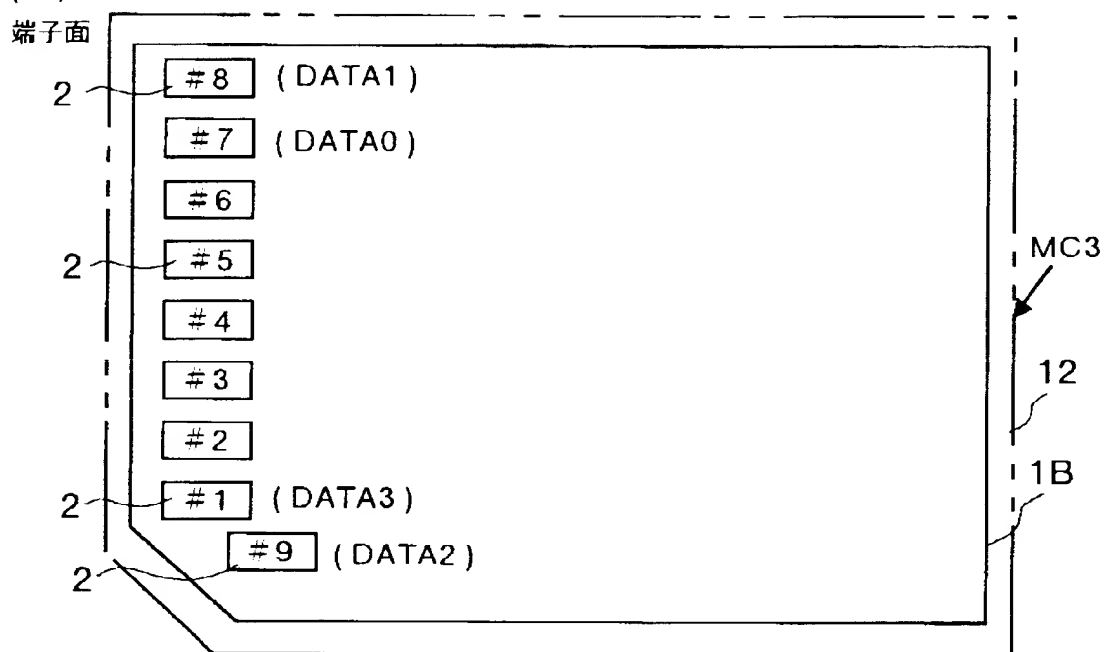 端子面
2 #8 (DATA1)
#7 (DATA0)
#6
2 #5
MC3
#4
#3
12
#2
1B
2 #1 (DATA3)
#9 (DATA2)
2